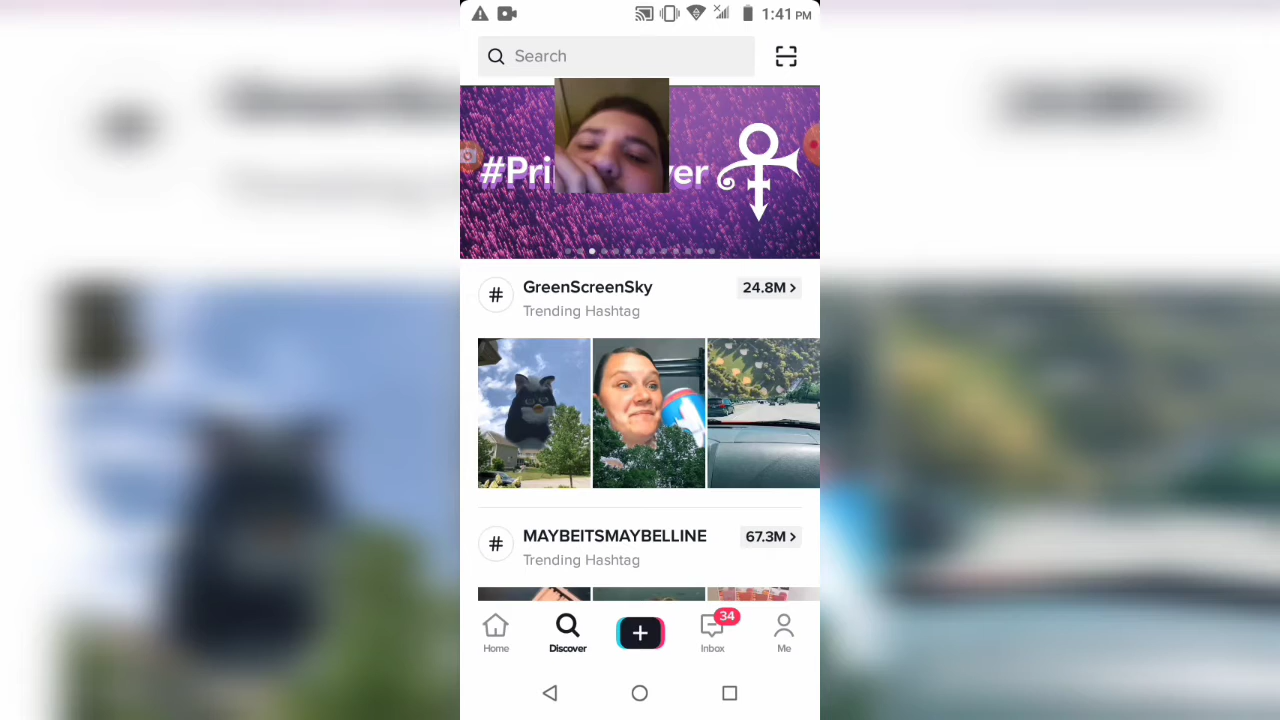 1:41 PM
Search
#Pri ver
GreenScreenSky
24.8M >
Trending Hashtag
MAYBEITSMAYBELLINE
67.3M >
Trending Hashtag
34
Home
Discover
Inbox
Me